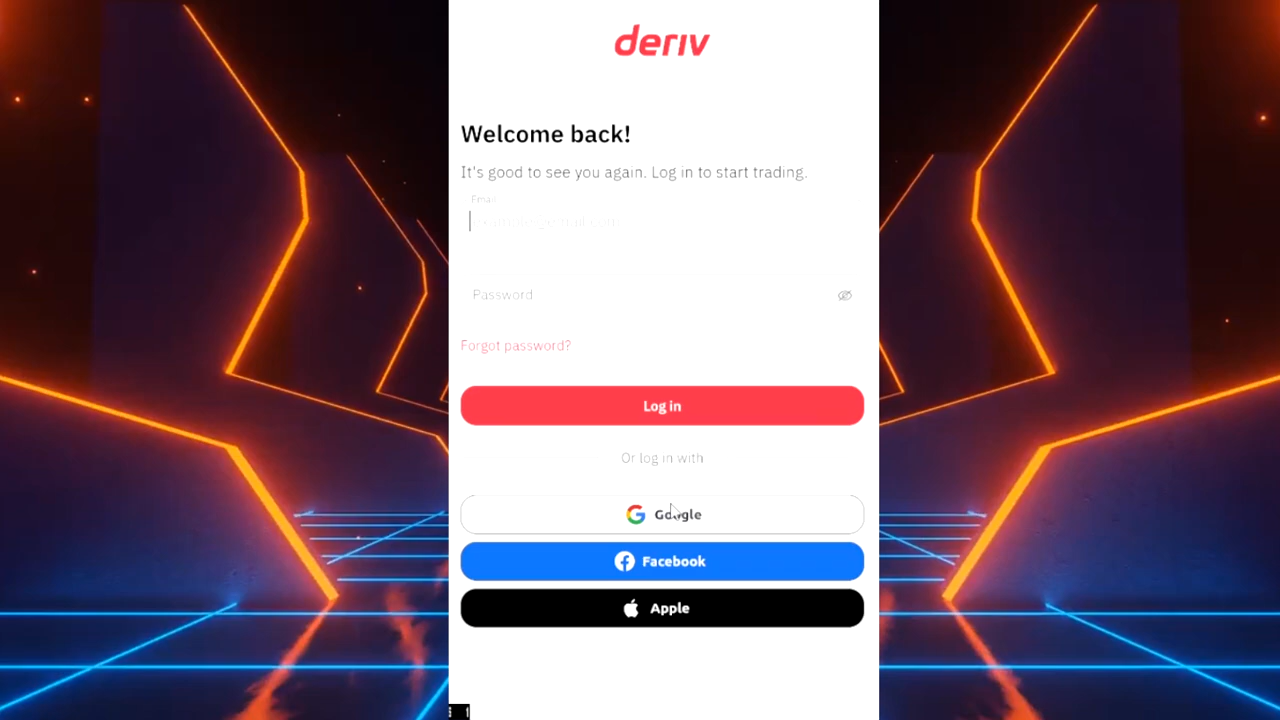 deriv
Welcome back!
It's good to see you again. Log in to start trading.
Email
Password
Forgot password?
Log in
Or log in with
Google
Facebook
Apple